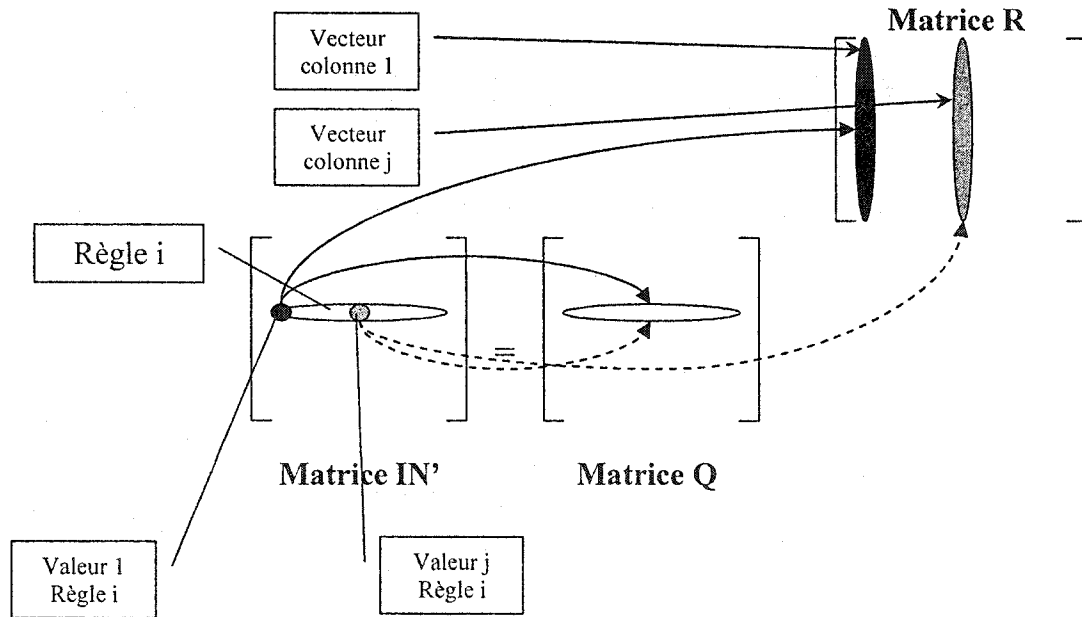 Matrice R
Vecteur
colonne 1
Vecteur
colonne j
Règle i
=
Matrice IN’
Matrice Q
Valeur 1
Règle i
Valeur j
Règle i